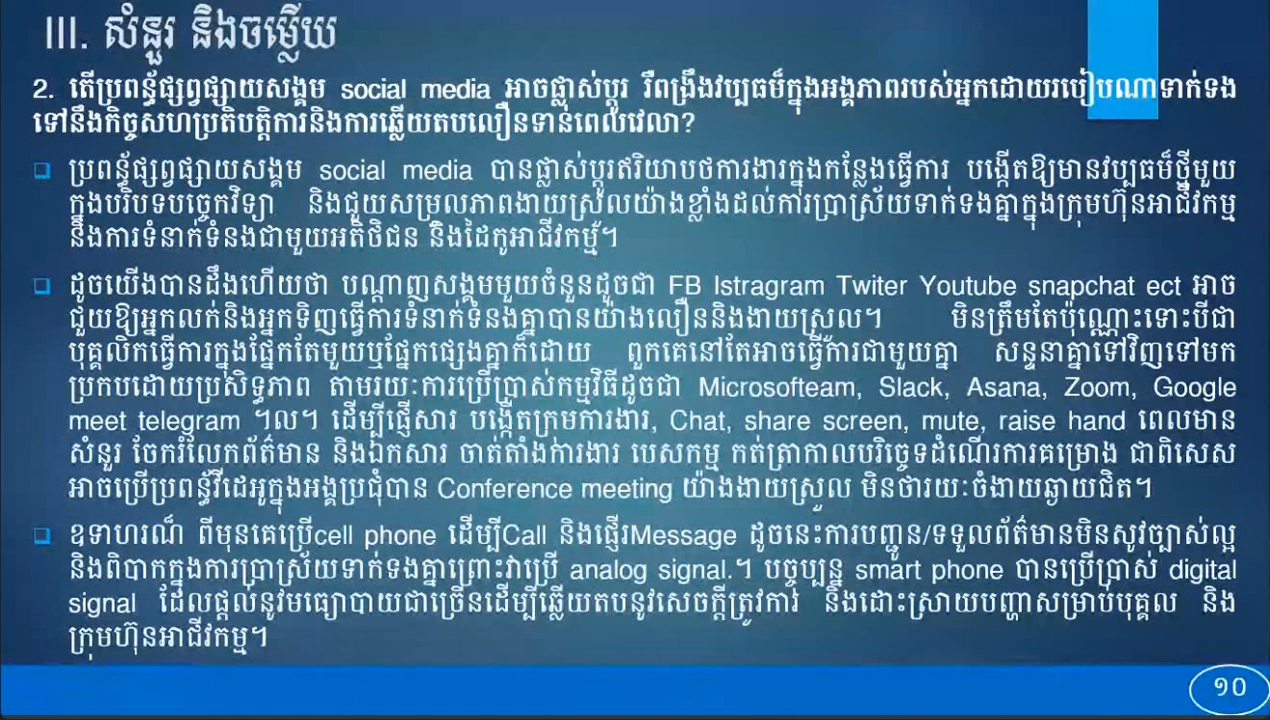 III. សំនួរ និងចម្លើយ
2. តើប្រពន្ធ័ផ្សព្វផ្សាយសង្គម social media អាចផ្លាស់ប្តូរ រឺពង្រឹងវប្បធម៌ក្នុងអង្គភាពរបស់អ្នកដោយរបៀបណាទាក់ទង
ទៅនឹងកិច្ចសហប្រតិបត្តិការនិងការឆ្លើយតបលឿនទាន់ពេលវេលា?
ប្រពន្ធ័ផ្សព្វផ្សាយសង្គម social media បានផ្លាស់ប្តូរឥរិយាបថការងារក្នុងកន្លែងធ្វើការ បង្កើតឱ្យមានវប្បធម៌ថ្មីមួយ
ក្នុងបរិបទបច្ចេកវិទ្យា និងជួយសម្រួលភាពងាយស្រួលយ៉ាងខ្លាំងដល់ការប្រាស្រ័យទាក់ទងគ្នាក្នុងក្រុមហ៊ុនអាជីវកម្ម
និងការទំនាក់ទំនងជាមួយអតិថិជន និងដៃគូអាជីវកម្ម។
ដូចយើងបានដឹងហើយថា បណ្តាញសង្គមមួយចំនួនដូចជា FB Istragram Twiter Youtube snapchat ect អាច
ជួយឱ្យអ្នកលក់និងអ្នកទិញធ្វើការទំនាក់ទំនងគ្នាបានយ៉ាងលឿននិងងាយស្រួល។ មិនត្រឹមតែប៉ុណ្ណោះទោះបីជា
បុគ្គលិកធ្វើការក្នុងផ្នែកតែមួយឬផ្នែកផ្សេងគ្នាក៏ដោយ ពួកគេនៅតែអាចធ្វើការជាមួយគ្នា សន្ទនាគ្នាទៅវិញទៅមក
ប្រកបដោយប្រសិទ្ធភាព តាមរយៈការប្រើប្រាស់កម្មវិធីដូចជា Microsofteam, Slack, Asana, Zoom, Google
meet telegram ។ល។ ដើម្បីផ្ញើសារ បង្កើតក្រុមការងារ, Chat, share screen, mute, raise hand ពេលមាន
សំនួរ ចែករំលែកព័ត៌មាន និងឯកសារ ចាត់តាំងការងារ បេសកម្ម កត់ត្រាកាលបរិច្ចេទដំណើរការគម្រោង ជាពិសេស
អាចប្រើប្រពន្ធ័វីដេអូក្នុងអង្គប្រជុំបាន Conference meeting យ៉ាងងាយស្រួល មិនថារយៈចំងាយឆ្ងាយជិត។
ឧទាហរណ៏ ពីមុនគេប្រើcell phone ដើម្បីCall និងផ្ញើរMessage ដូចនេះការបញ្ជូន/ទទួលព័ត៌មានមិនសូវច្បាស់ល្អ
និងពិបាកក្នុងការប្រាស្រ័យទាក់ទងគ្នាព្រោះវាប្រើ analog signal.។ បច្ចុប្បន្ន smart phone បានប្រើប្រាស់ digital
signal ដែលផ្តល់នូវមធ្យោបាយជាច្រើនដើម្បីឆ្លើយតបនូវសេចក្តីត្រូវការ និងដោះស្រាយបញ្ហាសម្រាប់បុគ្គល និង
ក្រុមហ៊ុនអាជីវកម្ម។
១០